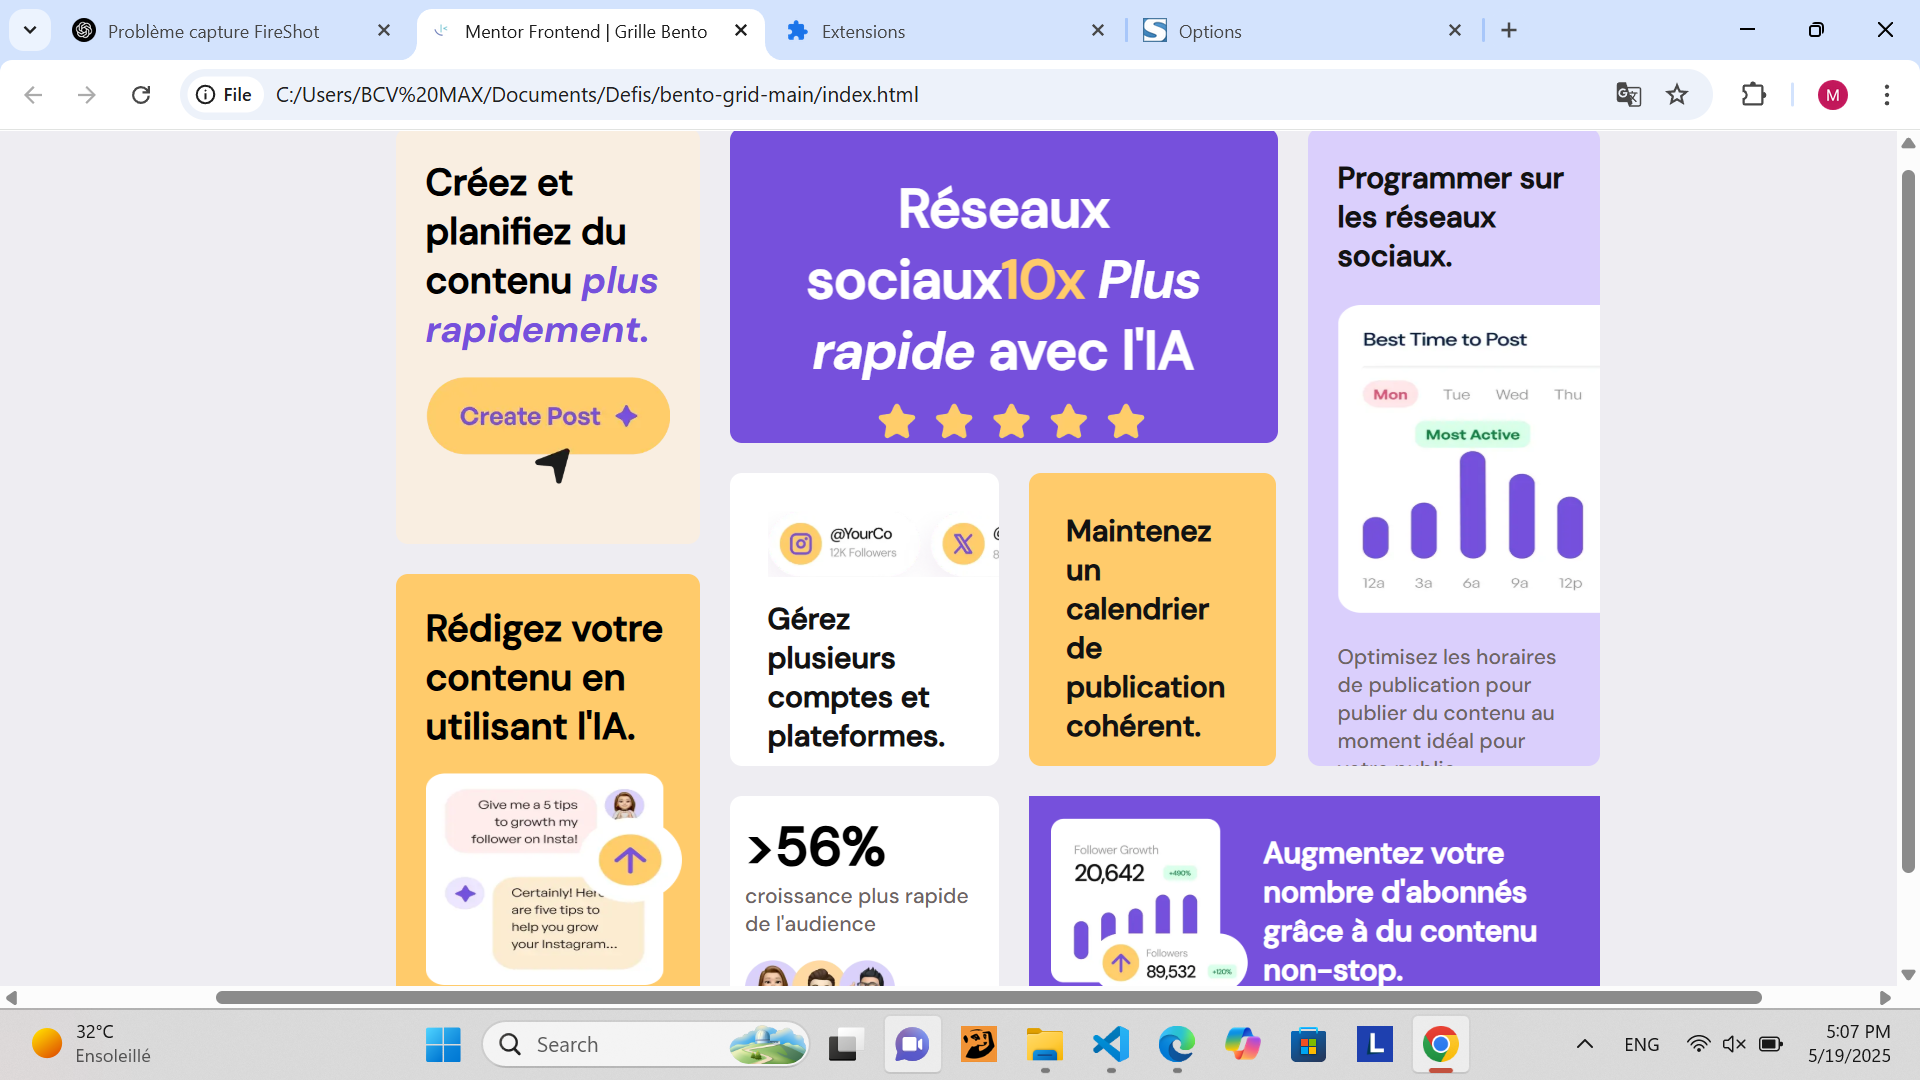 Problème capture FireShot
Mentor Frontend | Grille Bento
Extensions
Options
File
C:/Users/BCV%20MAX/Documents/Defis/bento-grid-main/index.html
M
Créez et
planifiez du
contenu plus
rapidement.
Create Post
Réseaux
sociaux10x Plus
rapide avec l'IA
Programmer sur
les réseaux
sociaux.
Best Time to Post
Mon Tue Wed Thu
Most Active
12a 3a 6a 9a 12p
Optimisez les horaires
de publication pour
publier du contenu au
moment idéal pour
votre public.
@YourCo
12K Followers
Gérez
plusieurs
comptes et
plateformes.
Maintenez
un
calendrier
de
publication
cohérent.
Rédigez votre
contenu en
utilisant l'IA.
Give me a 5 tips
to growth my
follower on Insta!
Certainly! Here
are five tips to
help you grow
your Instagram...
>56%
croissance plus rapide
de l'audience
Follower Growth
20,642 +490%
Followers
89,532 +120%
Augmentez votre
nombre d'abonnés
grâce à du contenu
non-stop.
32°C
Ensoleillé
Search
L
ENG
5:07 PM
5/19/2025